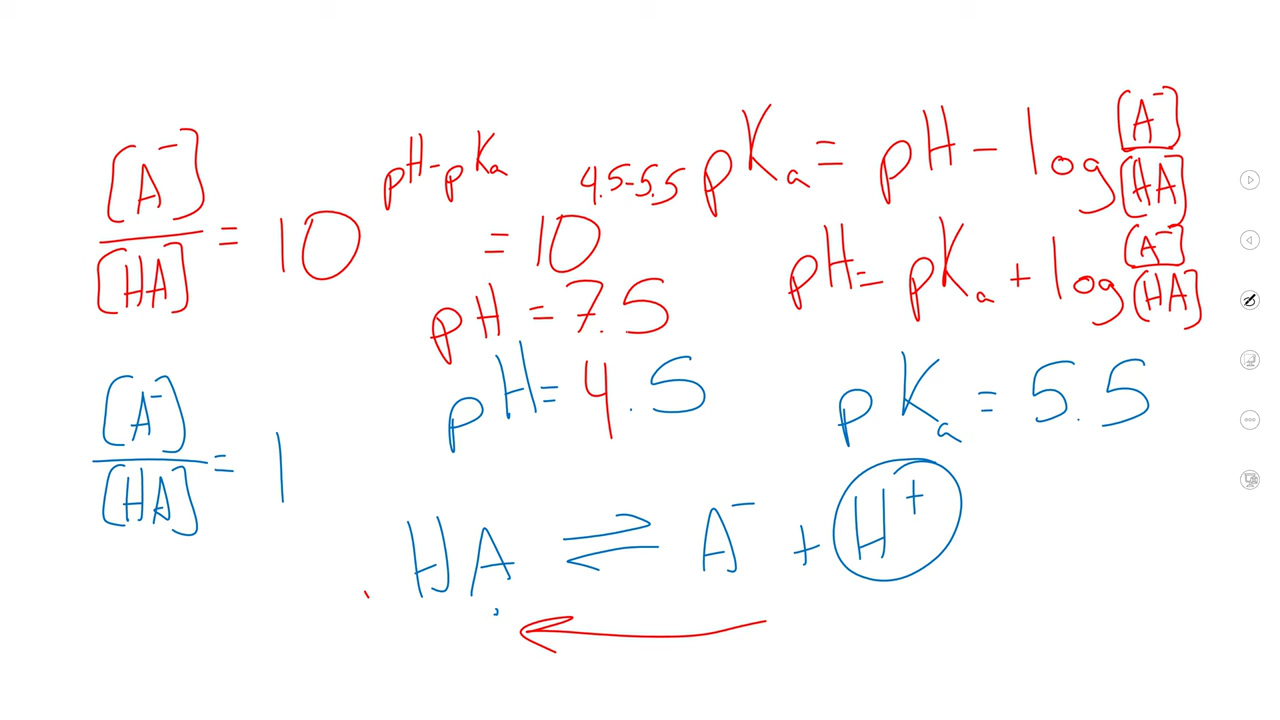 [A⁻]/[HA] = 10^(pH-pKₐ) = 10^(4.5-5.5)
pKₐ = pH - log [A⁻]/[HA]
pH = pKₐ + log [A⁻]/[HA]
pH = 7.5
pH = 4.5
pKₐ = 5.5
[A⁻]/[HA] = 1
HA ⇌ A⁻ + H⁺